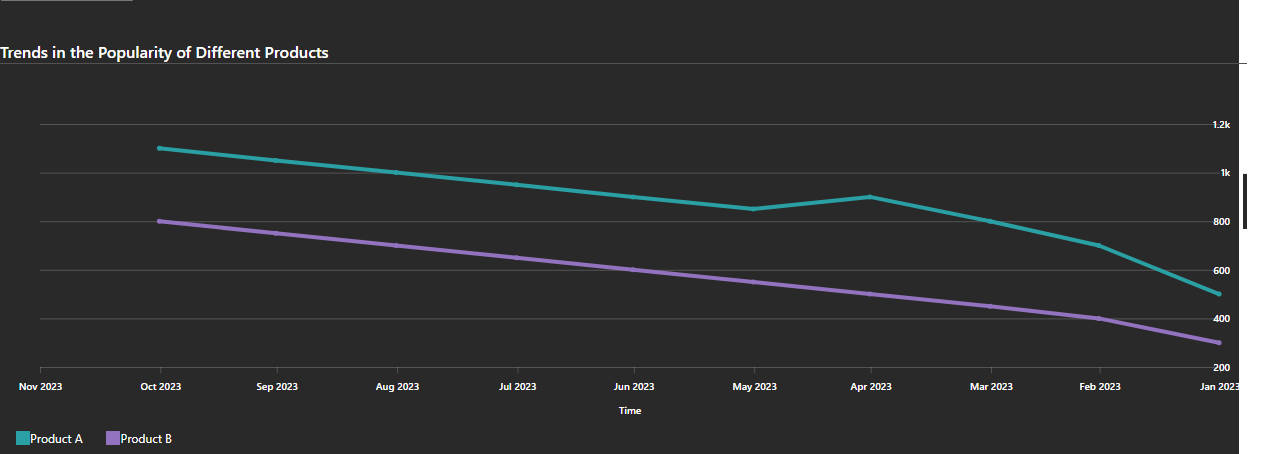 Trends in the Popularity of Different Products
1.2k
1k
800
600
400
200
Nov 2023 Oct 2023 Sep 2023 Aug 2023 Jul 2023 Jun 2023 May 2023 Apr 2023 Mar 2023 Feb 2023 Jan 2023
Time
Product A Product B